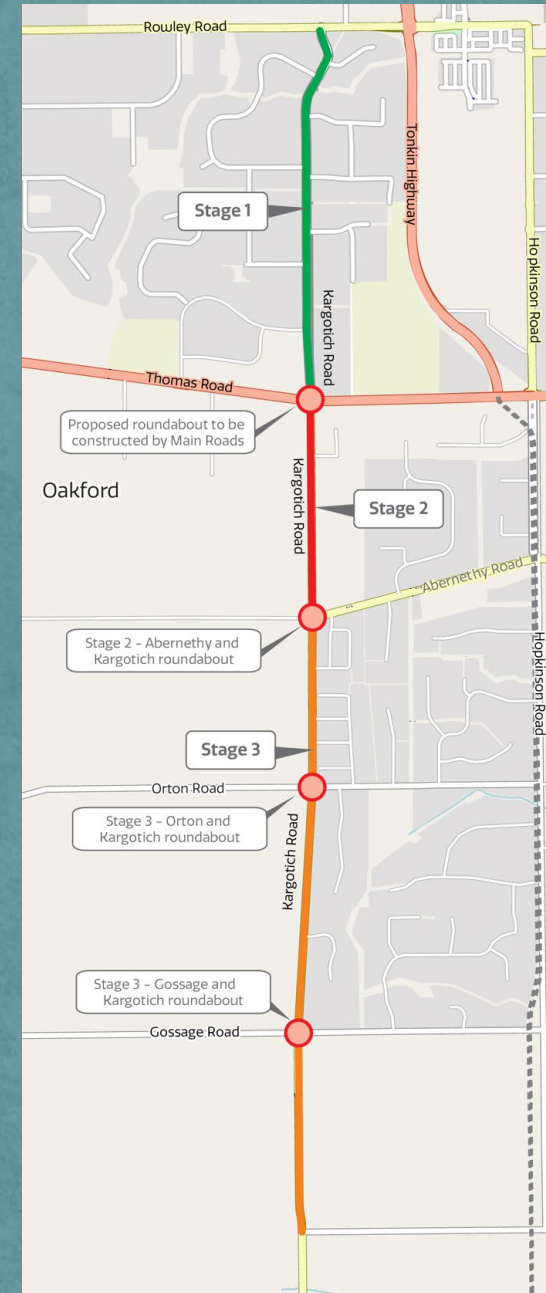 Rowley Road
Tonkin Highway
Stage 1
Hopkinson Road
Kargotich Road
Thomas Road
Proposed roundabout to be
constructed by Main Roads
Oakford
Kargotich Road
Stage 2
Abernethy Road
Stage 2 - Abernethy and
Kargotich roundabout
Hopkinson Road
Stage 3
Orton Road
Stage 3 - Orton and
Kargotich roundabout
Kargotich Road
Stage 3 - Gossage and
Kargotich roundabout
Gossage Road